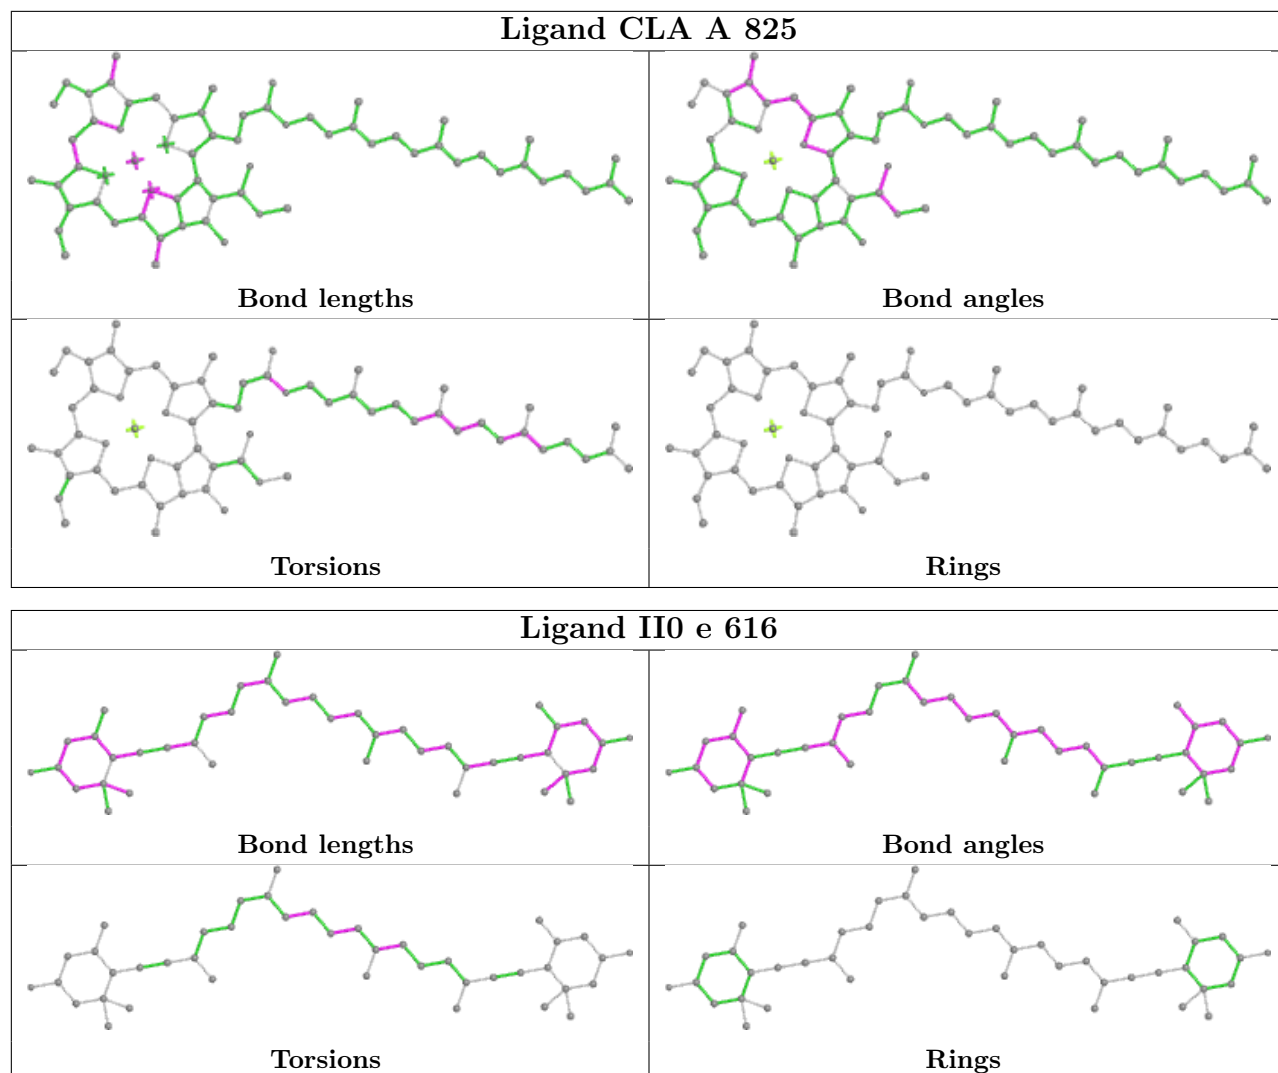 Ligand CLA A 825
Bond lengths
Bond angles
Torsions
Rings
Ligand II0 e 616
Bond lengths
Bond angles
Torsions
Rings